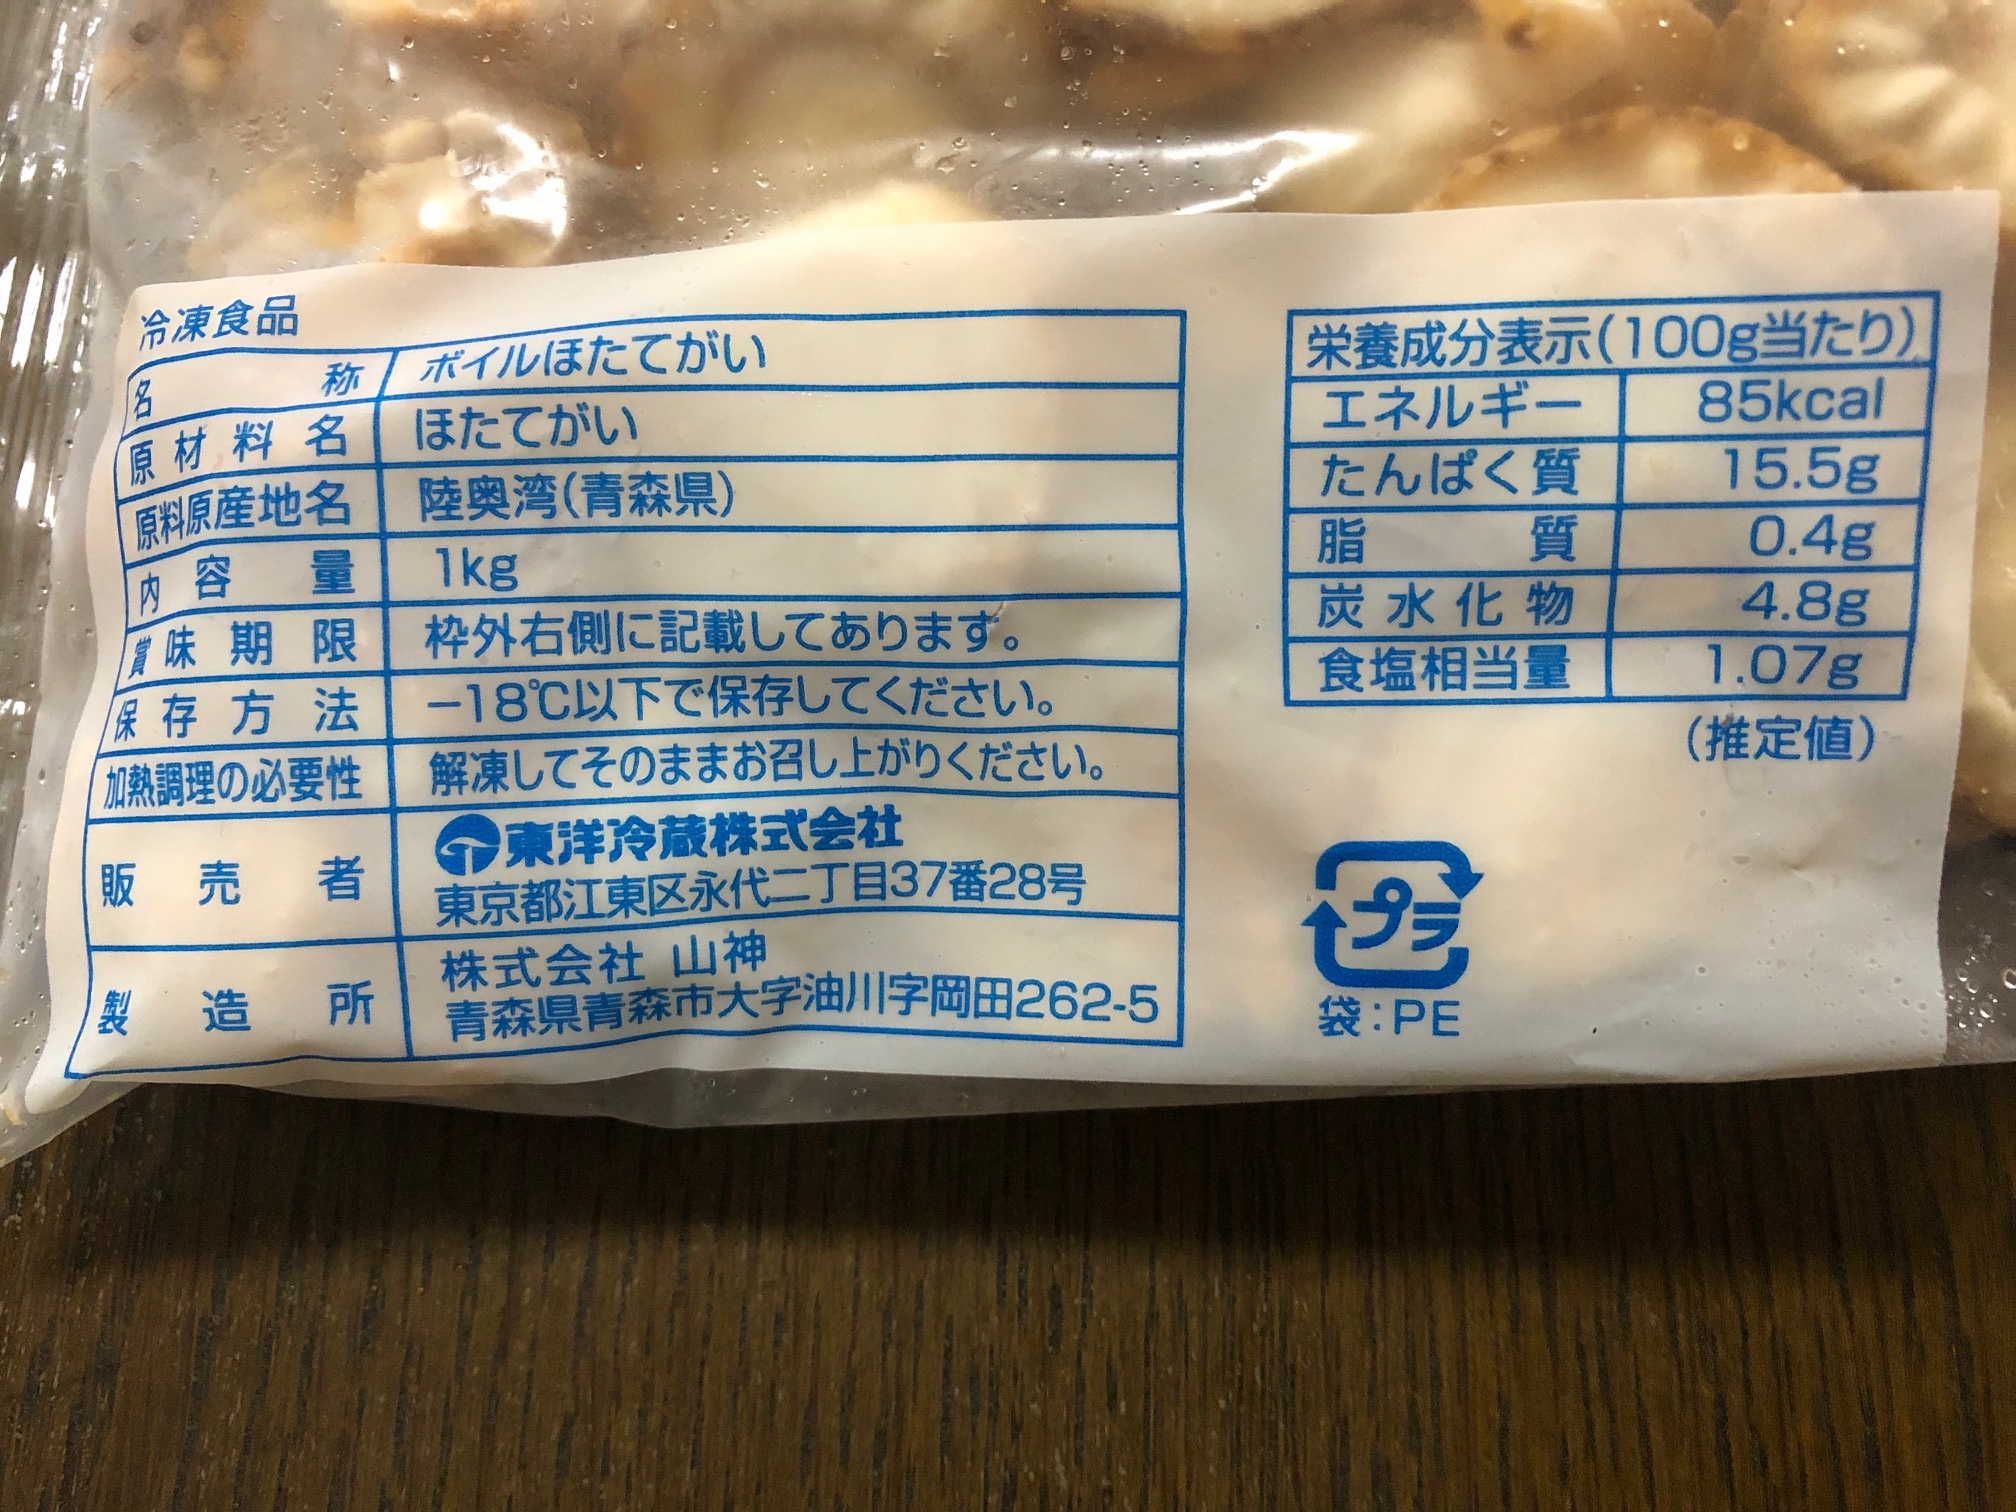 冷凍食品
名称 ボイルほたてがい
原材料名 ほたてがい
原料原産地名 陸奥湾(青森県)
内容量 1kg
賞味期限 枠外右側に記載してあります。
保存方法 -18℃以下で保存してください。
加熱調理の必要性 解凍してそのままお召し上がりください。
販売者 東洋冷蔵株式会社
東京都江東区永代二丁目37番28号
製造所 株式会社 山神
青森県青森市大字油川字岡田262-5
栄養成分表示(100g当たり)
エネルギー 85kcal
たんぱく質 15.5g
脂質 0.4g
炭水化物 4.8g
食塩相当量 1.07g
(推定値)
プラ
袋:PE